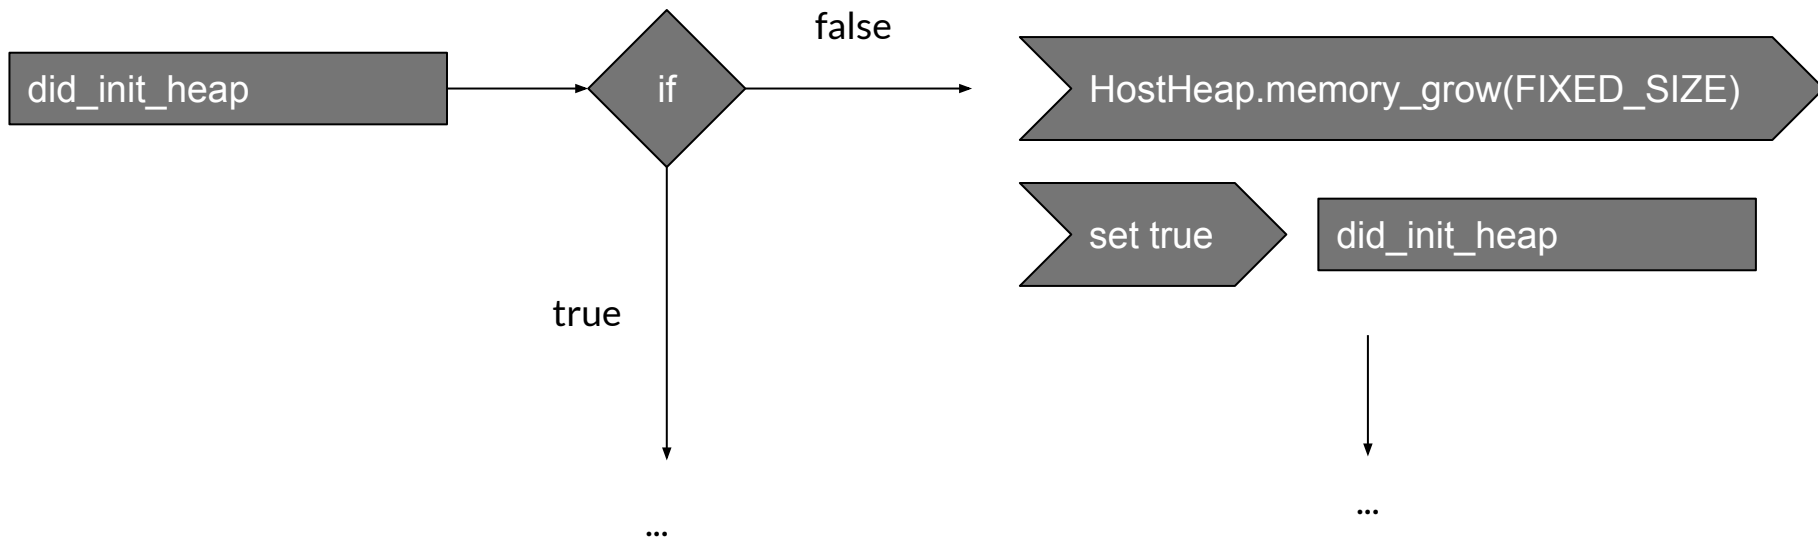 false
did_init_heap
if
HostHeap.memory_grow(FIXED_SIZE)
set true
did_init_heap
true
...
...